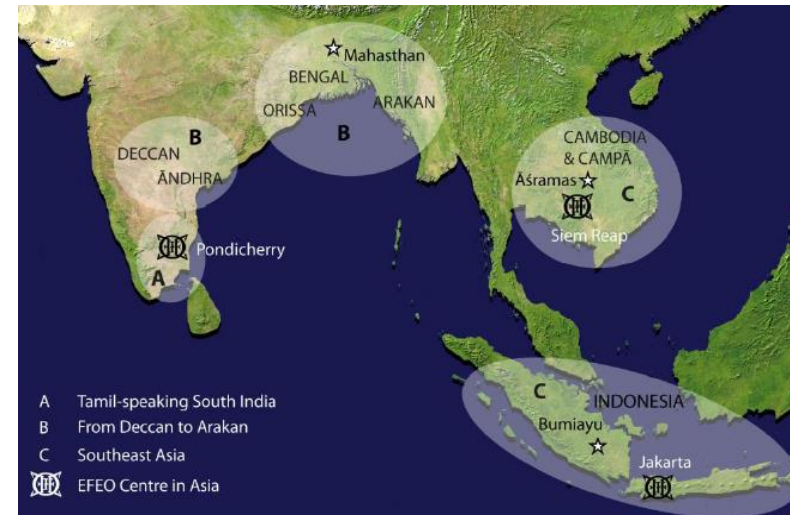 Mahasthan
BENGAL
ORISSA
ARAKAN
B
B
DECCAN
ĀNDHRA
CAMBODIA
& CAMPĀ
Āśramas
C
Siem Reap
Pondicherry
A
C
INDONESIA
Bumiayu
Jakarta
A Tamil-speaking South India
B From Deccan to Arakan
C Southeast Asia
EFEO Centre in Asia